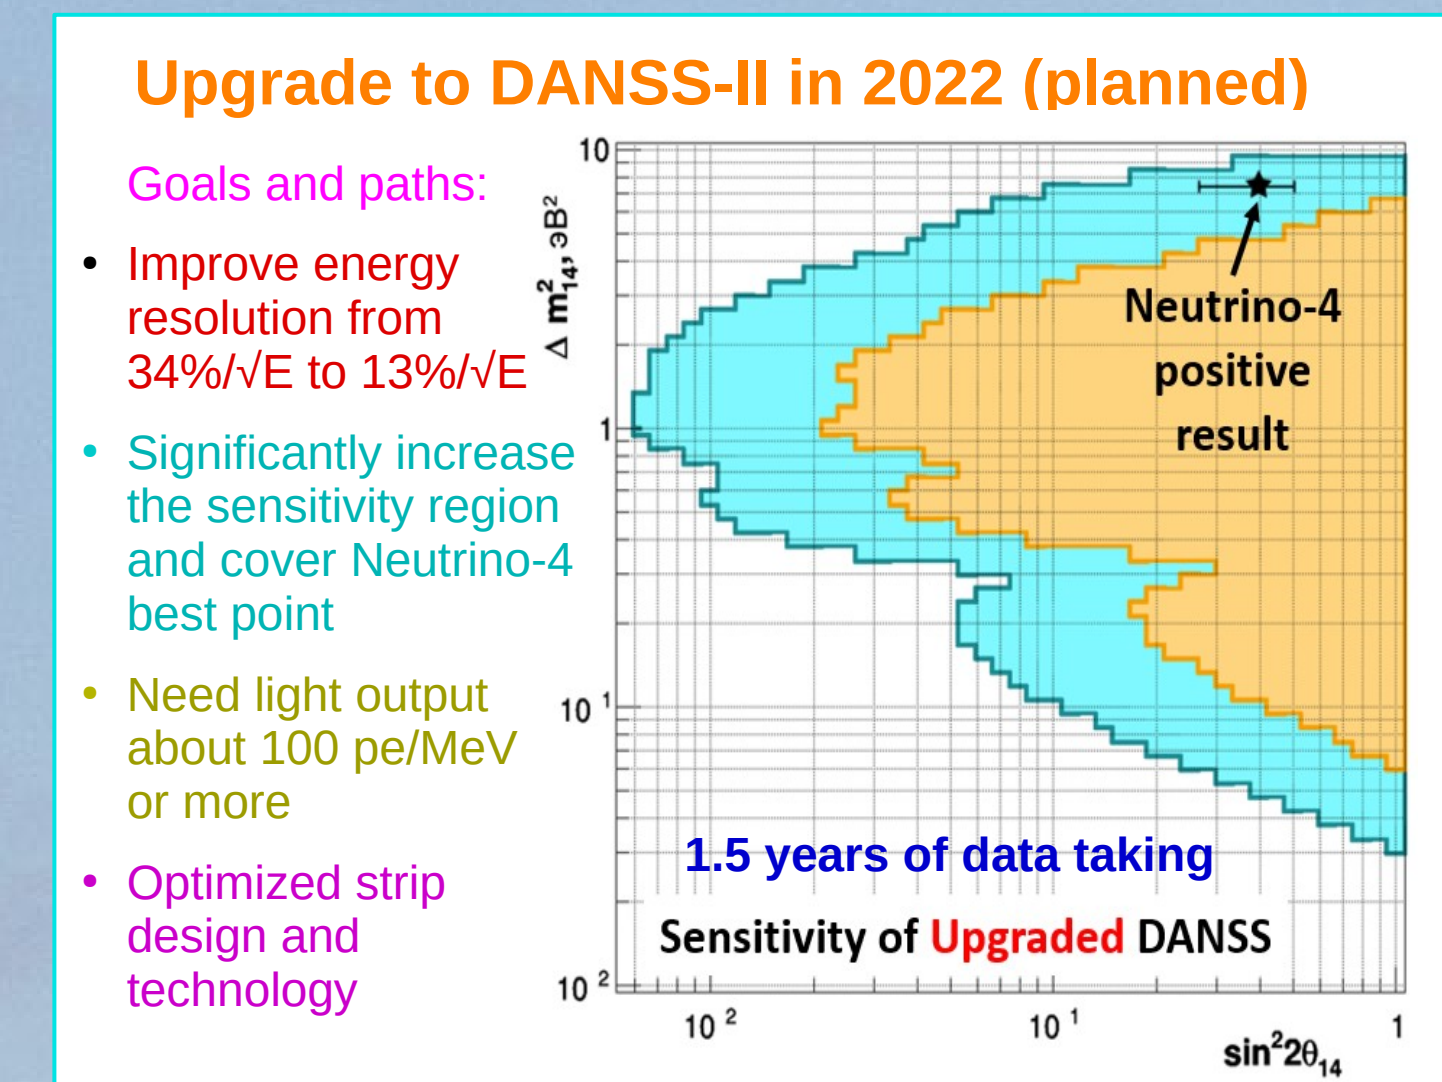 Upgrade to DANSS-II in 2022 (planned)
Goals and paths:
• Improve energy
resolution from
34%/√E to 13%/√E
• Significantly increase
the sensitivity region
and cover Neutrino-4
best point
• Need light output
about 100 pe/MeV
or more
• Optimized strip
design and
technology
Δ m²₁₄, эВ²
10
1
10 ¹
10 ²
Neutrino-4
positive
result
1.5 years of data taking
Sensitivity of Upgraded DANSS
10 ²
10 ¹
1
sin²2θ₁₄